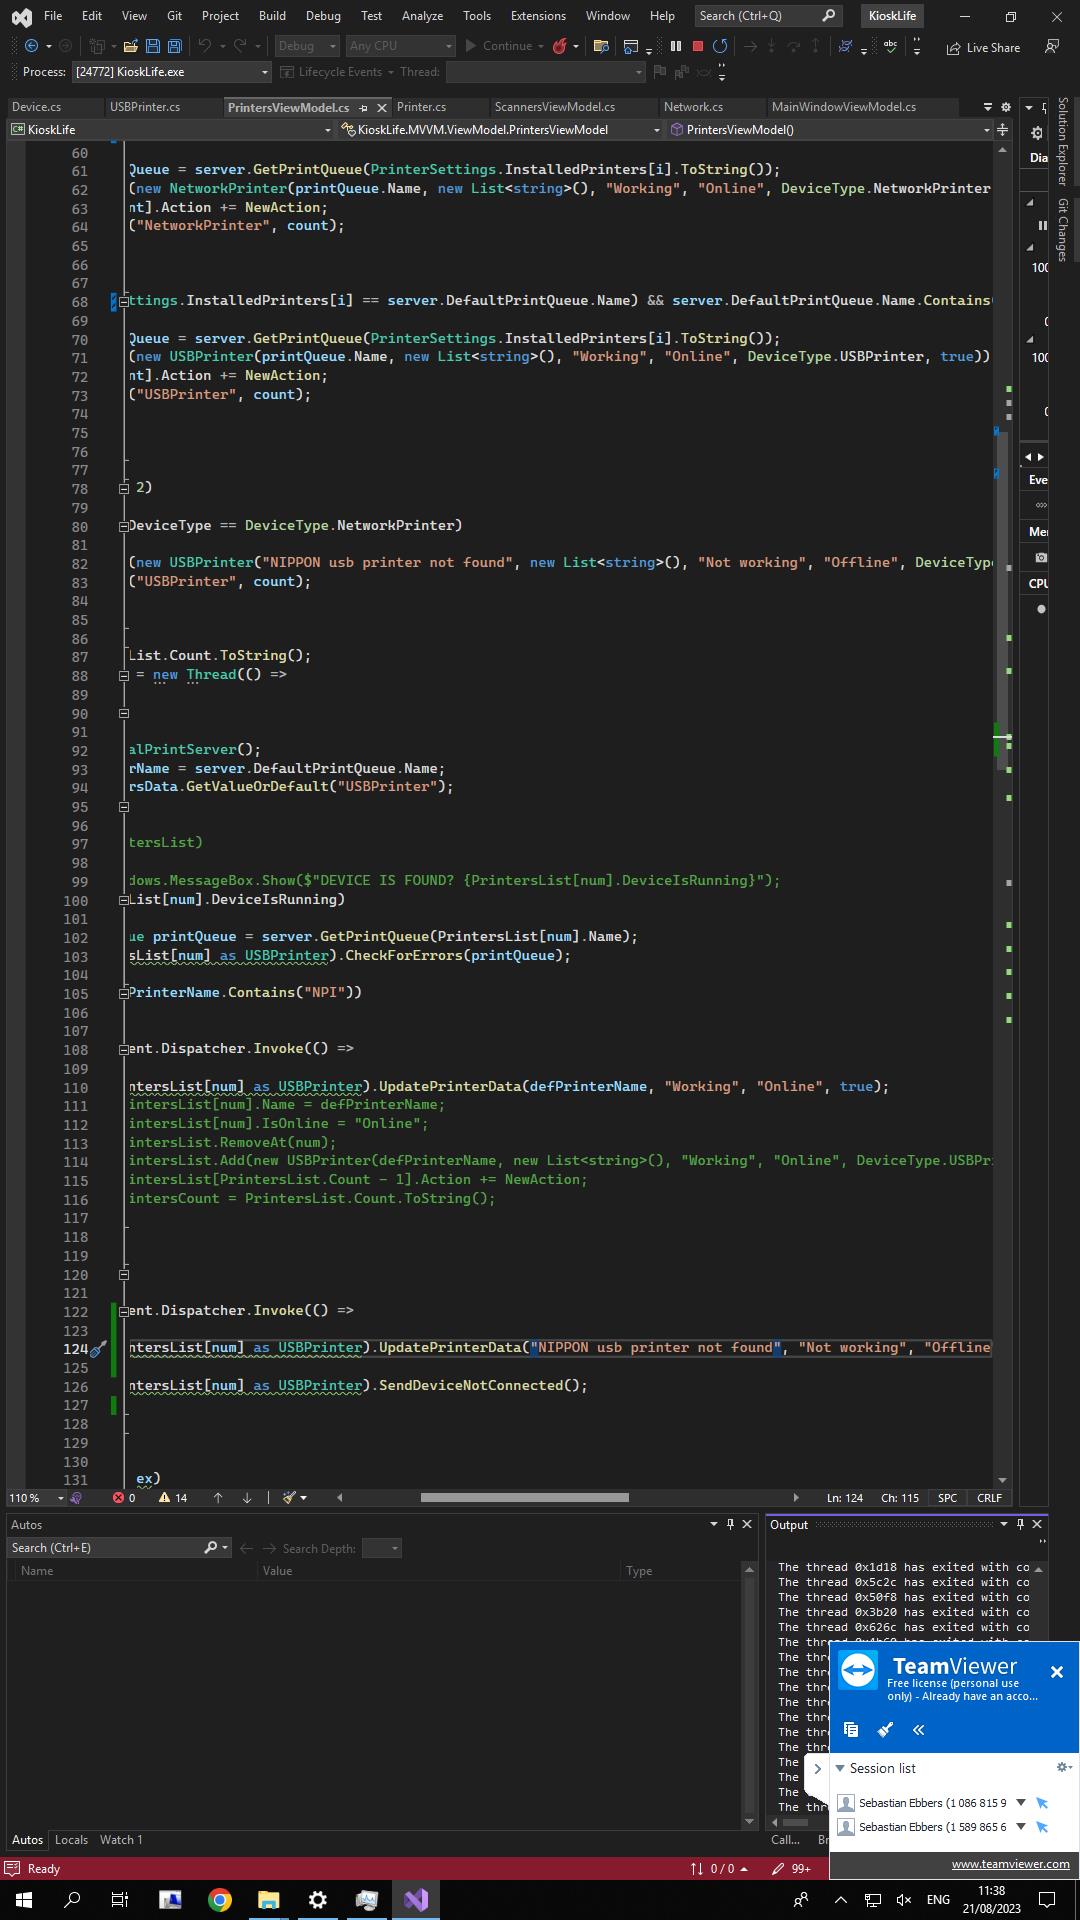 File Edit View Git Project Build Debug Test Analyze Tools Extensions Window Help Search (Ctrl+Q) KioskLife
Debug Any CPU Continue Live Share
Process: [24772] KioskLife.exe Lifecycle Events Thread:
Device.cs USBPrinter.cs PrintersViewModel.cs Printer.cs ScannersViewModel.cs Network.cs MainWindowViewModel.cs
KioskLife KioskLife.MVVM.ViewModel.PrintersViewModel PrintersViewModel()
Solution Explorer
Git Changes
Dia
100
100
Eve
Me
CPU
60
61 Queue = server.GetPrintQueue(PrinterSettings.InstalledPrinters[i].ToString());
62 (new NetworkPrinter(printQueue.Name, new List<string>(), "Working", "Online", DeviceType.NetworkPrinter
63 nt].Action += NewAction;
64 ("NetworkPrinter", count);
65
66
67
68 ttings.InstalledPrinters[i] == server.DefaultPrintQueue.Name) && server.DefaultPrintQueue.Name.Contains
69
70 Queue = server.GetPrintQueue(PrinterSettings.InstalledPrinters[i].ToString());
71 (new USBPrinter(printQueue.Name, new List<string>(), "Working", "Online", DeviceType.USBPrinter, true))
72 nt].Action += NewAction;
73 ("USBPrinter", count);
74
75
76
77
78 2)
79
80 DeviceType == DeviceType.NetworkPrinter)
81
82 (new USBPrinter("NIPPON usb printer not found", new List<string>(), "Not working", "Offline", DeviceType
83 ("USBPrinter", count);
84
85
86
87 List.Count.ToString();
88 = new Thread(() =>
89
90
91
92 alPrintServer();
93 rName = server.DefaultPrintQueue.Name;
94 rsData.GetValueOrDefault("USBPrinter");
95
96
97 tersList)
98
99 dows.MessageBox.Show($"DEVICE IS FOUND? {PrintersList[num].DeviceIsRunning}");
100 List[num].DeviceIsRunning)
101
102 ue printQueue = server.GetPrintQueue(PrintersList[num].Name);
103 sList[num] as USBPrinter).CheckForErrors(printQueue);
104
105 PrinterName.Contains("NPI"))
106
107
108 ent.Dispatcher.Invoke(() =>
109
110 ntersList[num] as USBPrinter).UpdatePrinterData(defPrinterName, "Working", "Online", true);
111 intersList[num].Name = defPrinterName;
112 intersList[num].IsOnline = "Online";
113 intersList.RemoveAt(num);
114 intersList.Add(new USBPrinter(defPrinterName, new List<string>(), "Working", "Online", DeviceType.USBPr
115 intersList[PrintersList.Count - 1].Action += NewAction;
116 intersCount = PrintersList.Count.ToString();
117
118
119
120
121
122 ent.Dispatcher.Invoke(() =>
123
124 ntersList[num] as USBPrinter).UpdatePrinterData("NIPPON usb printer not found", "Not working", "Offline
125
126 ntersList[num] as USBPrinter).SendDeviceNotConnected();
127
128
129
130
131 ex)
110 % 0 14 Ln: 124 Ch: 115 SPC CRLF
Autos
Search (Ctrl+E) Search Depth:
Name Value Type
Autos Locals Watch 1
Output
The thread 0x1d18 has exited with co
The thread 0x5c2c has exited with co
The thread 0x50f8 has exited with co
The thread 0x3b20 has exited with co
The thread 0x626c has exited with co
The thread
The thre
The thre
The thre
The thre
The thre
The thre
The thre
The
The
The
The thr
Call...
TeamViewer
Free license (personal use
only) - Already have an acco...
Session list
Sebastian Ebbers (1 086 815 9
Sebastian Ebbers (1 589 865 6
www.teamviewer.com
Ready 0 / 0 99+
ENG 11:38
21/08/2023